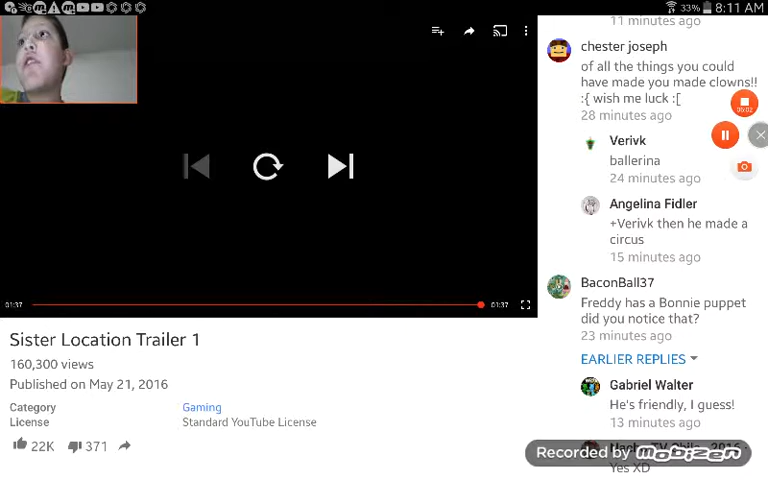 33% 8:11 AM
11 minutes ago
chester joseph
of all the things you could
have made you made clowns!!
:{ wish me luck :[
28 minutes ago
00:02
Verivk
ballerina
24 minutes ago
Angelina Fidler
+Verivk then he made a
circus
15 minutes ago
BaconBall37
Freddy has a Bonnie puppet
did you notice that?
23 minutes ago
EARLIER REPLIES
Gabriel Walter
He's friendly, I guess!
13 minutes ago
Yes XD
01:37
01:37
Sister Location Trailer 1
160,300 views
Published on May 21, 2016
Category Gaming
License Standard YouTube License
22K 371
Recorded by mobizen